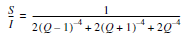 S/I = 1 / (2(Q − 1)⁻⁴ + 2(Q + 1)⁻⁴ + 2Q⁻⁴)